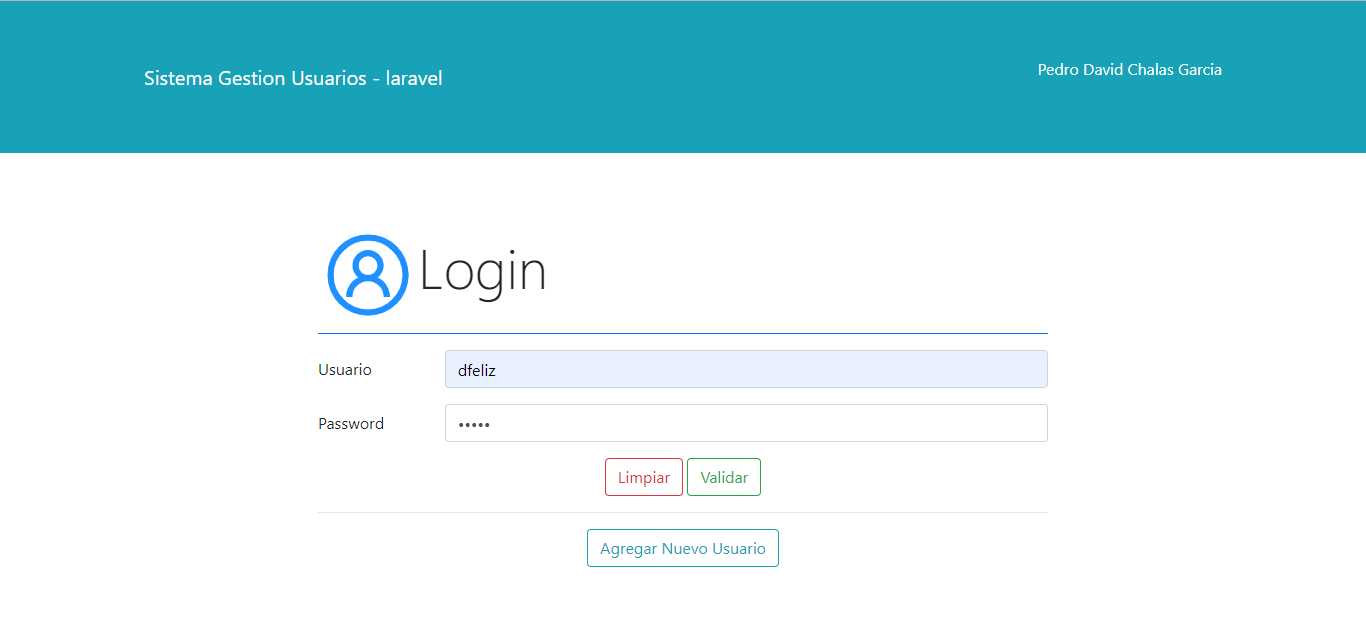 Sistema Gestion Usuarios - laravel
Pedro David Chalas Garcia
Login
Usuario
dfeliz
Password
•••••
Limpiar
Validar
Agregar Nuevo Usuario